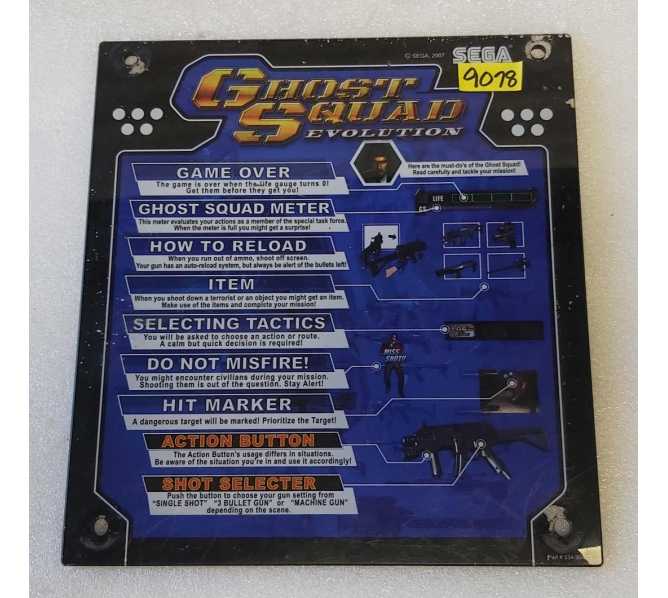 © SEGA, 2007
SEGA
9078
GHOST
SQUAD
EVOLUTION
Here are the must-do's of the Ghost Squad!
Read carefully and tackle your mission!
GAME OVER
The game is over when the life gauge turns 0!
Get them before they get you!
LIFE
GS
GHOST SQUAD METER
This meter evaluates your actions as a member of the special task force.
When the meter is full you might get a surprise!
HOW TO RELOAD
When you run out of ammo, shoot off screen.
Your gun has an auto-reload system, but always be alert of the bullets left!
ITEM
When you shoot down a terrorist or an object you might get an item.
Make use of the items and complete your mission!
SELECTING TACTICS
You will be asked to choose an action or route.
A calm but quick decision is required!
DO NOT MISFIRE!
You might encounter civilians during your mission.
Shooting them is out of the question. Stay Alert!
MISS
SHOT!!
HIT MARKER
A dangerous target will be marked! Prioritize the Target!
ACTION BUTTON
The Action Button's usage differs in situations.
Be aware of the situation you're in and use it accordingly!
SHOT SELECTER
Push the button to choose your gun setting from
"SINGLE SHOT" "3 BULLET GUN" or "MACHINE GUN"
depending on the scene.